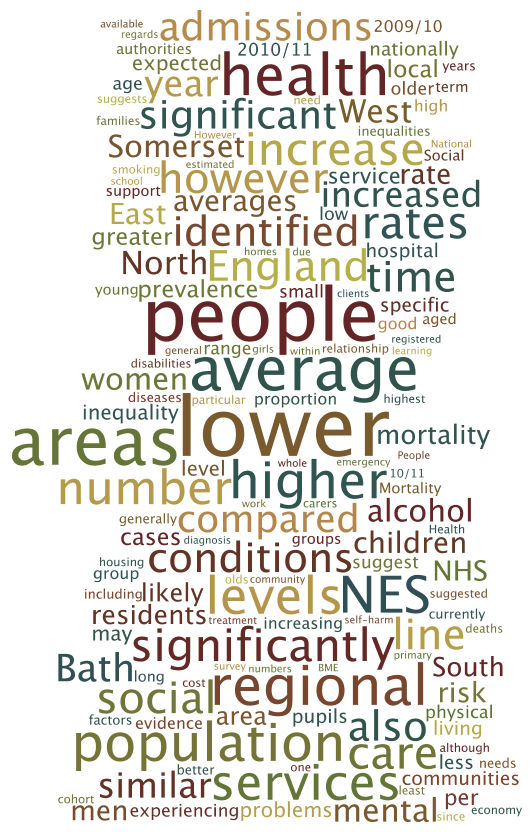 available
admissions 2009/10
regards
authorities 2010/11 nationally
expected health local years
age year older term
suggests need high
families significant West
However inequalities
Somerset increase National
estimated Social
smoking however service rate
school
support averages increased
East low rates
greater identified
homes due hospital
North England time
young prevalence small clients specific
people good aged
registered
general range girls within relationship learning
disabilities average
women
diseases particular proportion highest
inequality lower
areas mortality
level whole emergency People
number higher 10/11
work carers Mortality
generally compared alcohol
Health
cases diagnosis groups children
housing conditions suggest NHS
group olds community
including likely levels NES suggested
residents treatment increasing self-harm currently
may significantly line deaths
primary
Bath long survey numbers BME South
cost regional risk
social
factors evidence area pupils also physical
living
population care although
better less needs
similar services one least communities
cohort per
men experiencing problems mental since economy